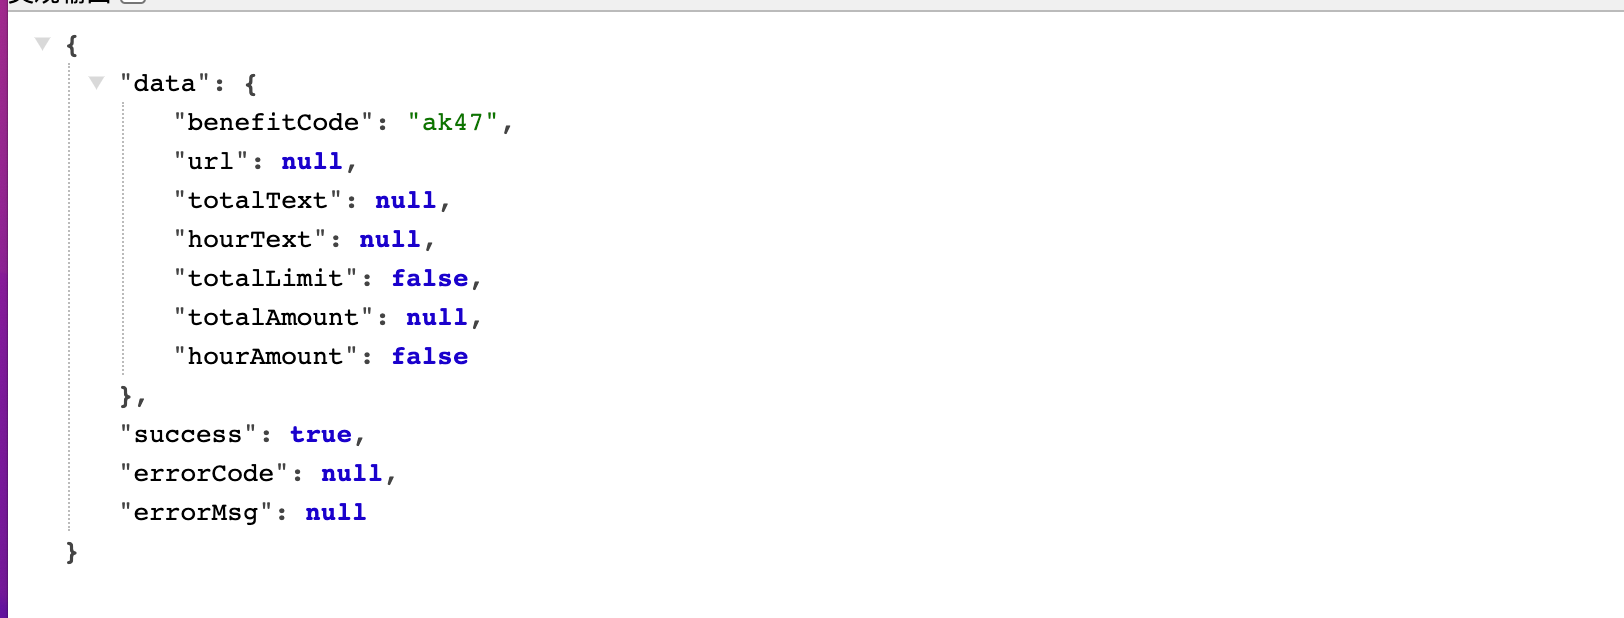 {
"data": {
"benefitCode": "ak47",
"url": null,
"totalText": null,
"hourText": null,
"totalLimit": false,
"totalAmount": null,
"hourAmount": false
},
"success": true,
"errorCode": null,
"errorMsg": null
}